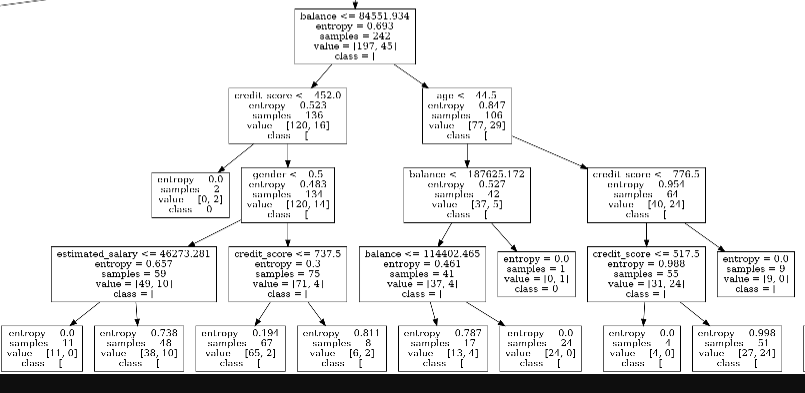 balance <= 84551.934
entropy = 0.693
samples = 242
value = [197, 45]
class = [
credit_score < 452.0
entropy 0.523
samples 136
value [120, 16]
class [
age < 44.5
entropy 0.847
samples 106
value [77, 29]
class [
entropy 0.0
samples 2
value [0, 2]
class 0
gender < 0.5
entropy 0.483
samples 134
value [120, 14]
class [
balance < 187625.172
entropy 0.527
samples 42
value [37, 5]
class [
credit_score < 776.5
entropy 0.954
samples 64
value [40, 24]
class [
estimated_salary <= 46273.281
entropy = 0.657
samples = 59
value = [49, 10]
class = [
credit_score <= 737.5
entropy = 0.3
samples = 75
value = [71, 4]
class = [
balance <= 114402.465
entropy = 0.461
samples = 41
value = [37, 4]
class = [
entropy = 0.0
samples = 1
value = [0, 1]
class = 0
credit_score <= 517.5
entropy = 0.988
samples = 55
value = [31, 24]
class = [
entropy = 0.0
samples = 9
value = [9, 0]
class = [
entropy 0.0
samples 11
value [11, 0]
class [
entropy 0.738
samples 48
value [38, 10]
class [
entropy 0.194
samples 67
value [65, 2]
class [
entropy 0.811
samples 8
value [6, 2]
class [
entropy 0.787
samples 17
value [13, 4]
class [
entropy 0.0
samples 24
value [24, 0]
class [
entropy 0.0
samples 4
value [4, 0]
class [
entropy 0.998
samples 51
value [27, 24]
class [